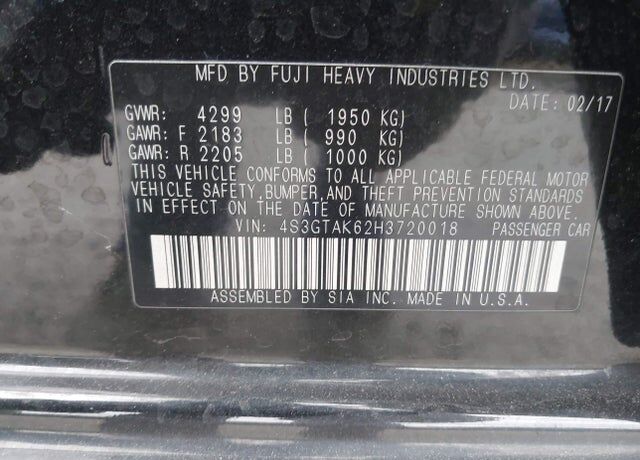 MFD BY FUJI HEAVY INDUSTRIES LTD.
DATE: 02/17
GVWR: 4299 LB ( 1950 KG)
GAWR: F 2183 LB ( 990 KG)
GAWR: R 2205 LB ( 1000 KG)
THIS VEHICLE CONFORMS TO ALL APPLICABLE FEDERAL MOTOR
VEHICLE SAFETY,BUMPER,AND THEFT PREVENTION STANDARDS
IN EFFECT ON THE DATE OF MANUFACTURE SHOWN ABOVE.
VIN: 4S3GTAK62H3720018 PASSENGER CAR
ASSEMBLED BY SIA INC. MADE IN U.S.A.